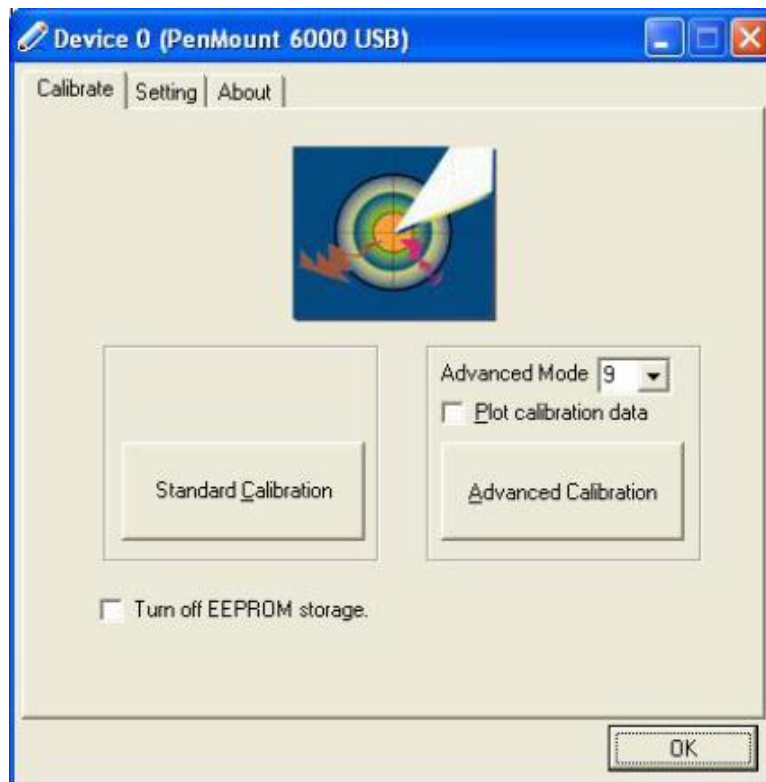 Device 0 (PenMount 6000 USB)
Calibrate Setting About
Advanced Mode 9
Plot calibration data
Standard Calibration
Advanced Calibration
Turn off EEPROM storage.
OK